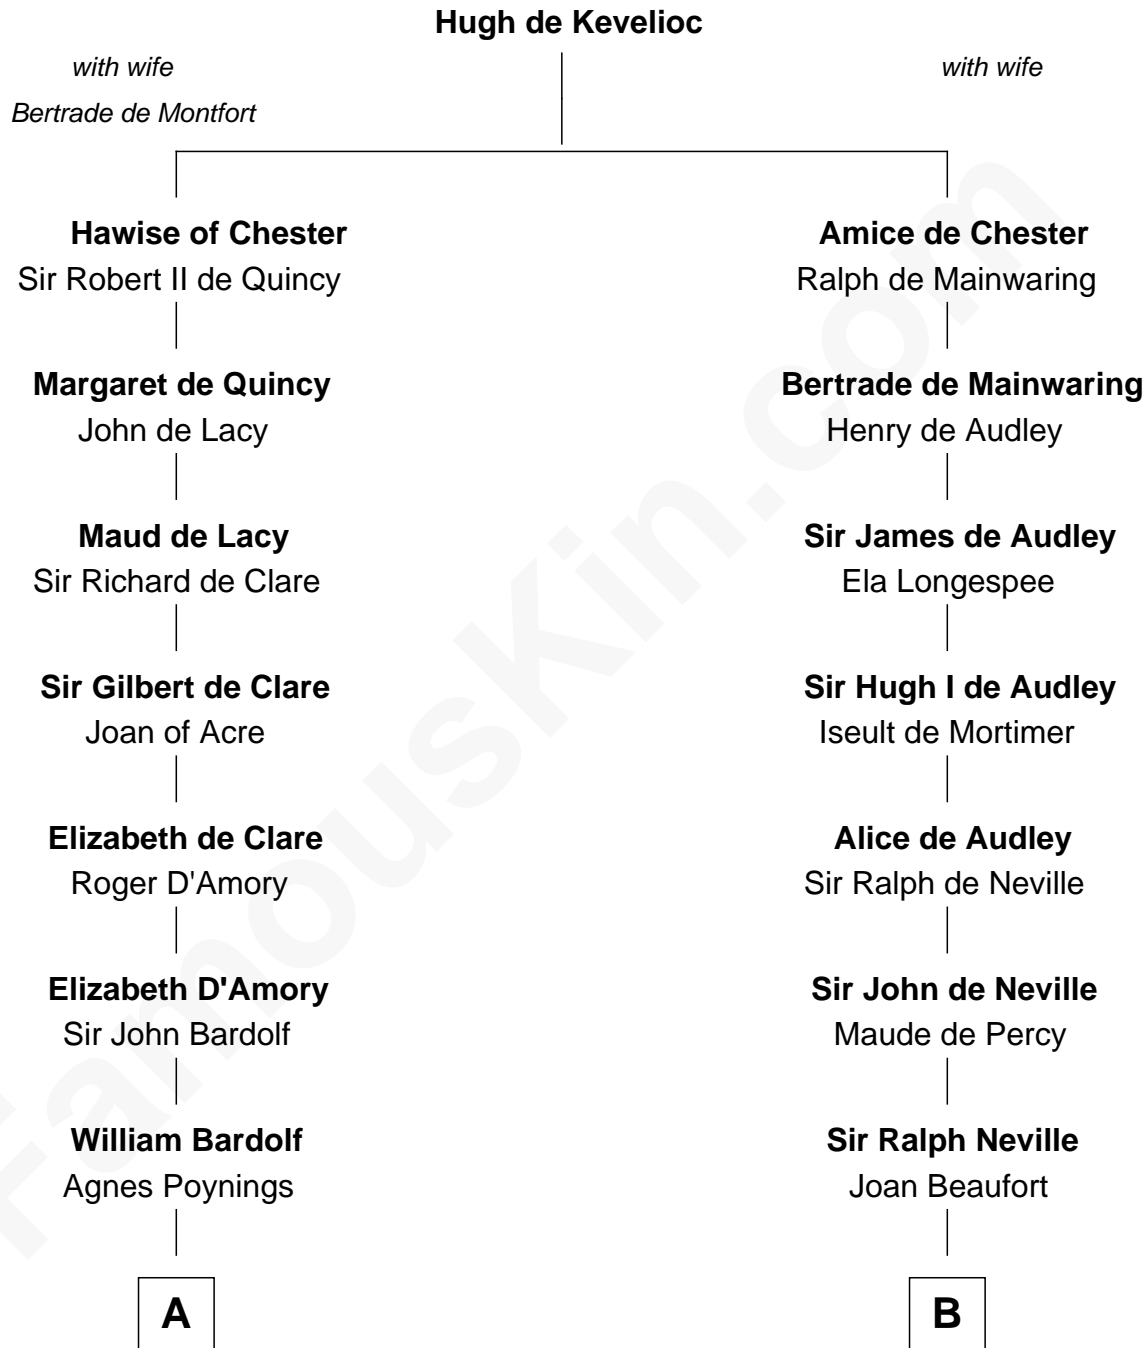 Hugh de Kevelioc
with wife
Bertrade de Montfort
with wife
Hawise of Chester
Sir Robert II de Quincy
Margaret de Quincy
John de Lacy
Maud de Lacy
Sir Richard de Clare
Sir Gilbert de Clare
Joan of Acre
Elizabeth de Clare
Roger D'Amory
Elizabeth D'Amory
Sir John Bardolf
William Bardolf
Agnes Poynings
A
Amice de Chester
Ralph de Mainwaring
Bertrade de Mainwaring
Henry de Audley
Sir James de Audley
Ela Longespee
Sir Hugh I de Audley
Iseult de Mortimer
Alice de Audley
Sir Ralph de Neville
Sir John de Neville
Maude de Percy
Sir Ralph Neville
Joan Beaufort
B
FamousKin.com